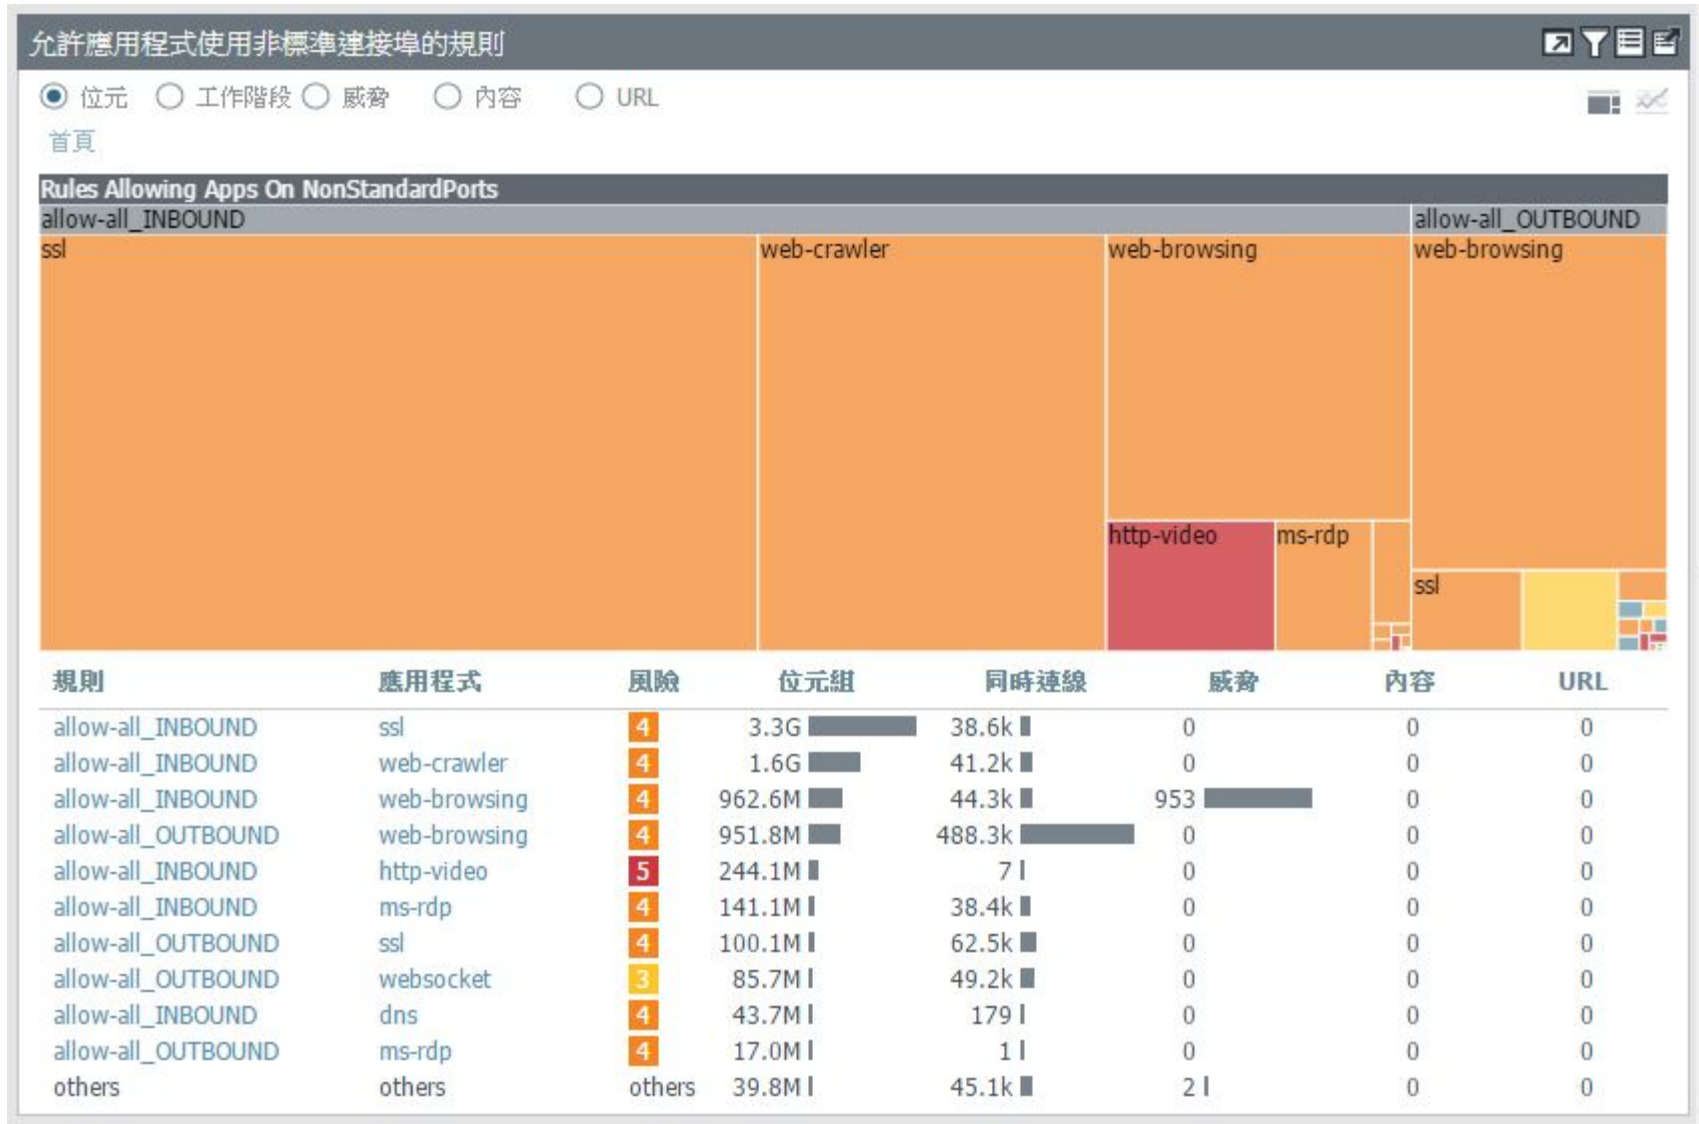 允許應用程式使用非標準連接埠的規則
位元 工作階段 威脅 內容 URL
首頁
Rules Allowing Apps On NonStandardPorts
allow-all_INBOUND allow-all_OUTBOUND
ssl web-crawler web-browsing web-browsing
http-video ms-rdp
ssl
規則 應用程式 風險 位元組 同時連線 威脅 內容 URL
allow-all_INBOUND ssl 4 3.3G 38.6k 0 0 0
allow-all_INBOUND web-crawler 4 1.6G 41.2k 0 0 0
allow-all_INBOUND web-browsing 4 962.6M 44.3k 953 0 0
allow-all_OUTBOUND web-browsing 4 951.8M 488.3k 0 0 0
allow-all_INBOUND http-video 5 244.1M 7 0 0 0
allow-all_INBOUND ms-rdp 4 141.1M 38.4k 0 0 0
allow-all_OUTBOUND ssl 4 100.1M 62.5k 0 0 0
allow-all_OUTBOUND websocket 3 85.7M 49.2k 0 0 0
allow-all_INBOUND dns 4 43.7M 179 0 0 0
allow-all_OUTBOUND ms-rdp 4 17.0M 1 0 0 0
others others others 39.8M 45.1k 2 0 0